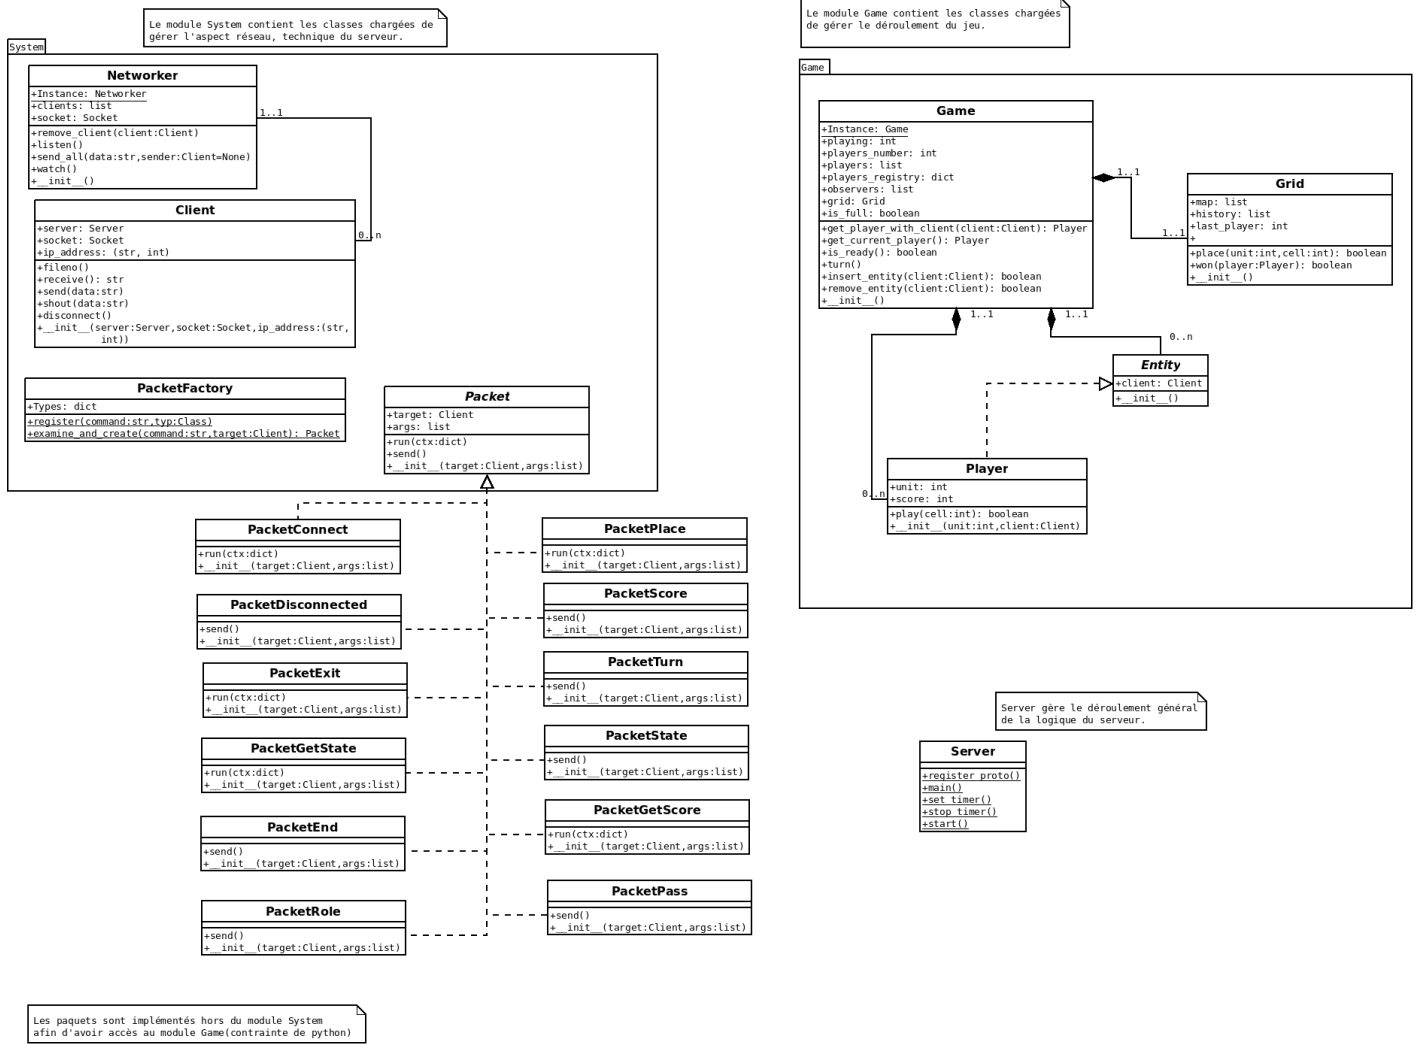 Le module System contient les classes chargées de
gérer l'aspect réseau, technique du serveur.
System
Networker
+Instance: Networker
+clients: list
+socket: Socket
+remove_client(client:Client)
+listen()
+send_all(data:str,sender:Client=None)
+watch()
+__init__()
1..1
0..n
Client
+server: Server
+socket: Socket
+ip_address: (str, int)
+fileno()
+receive(): str
+send(data:str)
+shout(data:str)
+disconnect()
+__init__(server:Server,socket:Socket,ip_address:(str,
int))
PacketFactory
+Types: dict
+register(command:str,typ:Class)
+examine_and_create(command:str,target:Client): Packet
Packet
+target: Client
+args: list
+run(ctx:dict)
+send()
+__init__(target:Client,args:list)
PacketConnect
+run(ctx:dict)
+__init__(target:Client,args:list)
PacketDisconnected
+send()
+__init__(target:Client,args:list)
PacketExit
+run(ctx:dict)
+__init__(target:Client,args:list)
PacketGetState
+run(ctx:dict)
+__init__(target:Client,args:list)
PacketEnd
+send()
+__init__(target:Client,args:list)
PacketRole
+send()
+__init__(target:Client,args:list)
PacketPlace
+run(ctx:dict)
+__init__(target:Client,args:list)
PacketScore
+send()
+__init__(target:Client,args:list)
PacketTurn
+send()
+__init__(target:Client,args:list)
PacketState
+send()
+__init__(target:Client,args:list)
PacketGetScore
+run(ctx:dict)
+__init__(target:Client,args:list)
PacketPass
+send()
+__init__(target:Client,args:list)
Les paquets sont implémentés hors du module System
afin d'avoir accès au module Game(contrainte de python)
Le module Game contient les classes chargées
de gérer le déroulement du jeu.
Game
Game
+Instance: Game
+playing: int
+players_number: int
+players: list
+players_registry: dict
+observers: list
+grid: Grid
+is_full: boolean
+get_player_with_client(client:Client): Player
+get_current_player(): Player
+is_ready(): boolean
+turn()
+insert_entity(client:Client): boolean
+remove_entity(client:Client): boolean
+__init__()
1..1
1..1
Grid
+map: list
+history: list
+last_player: int
+
+place(unit:int,cell:int): boolean
+won(player:Player): boolean
+__init__()
1..1
1..1
0..n
Entity
+client: Client
+__init__()
0..n
Player
+unit: int
+score: int
+play(cell:int): boolean
+__init__(unit:int,client:Client)
Server gère le déroulement général
de la logique du serveur.
Server
+register_proto()
+main()
+set_timer()
+stop_timer()
+start()